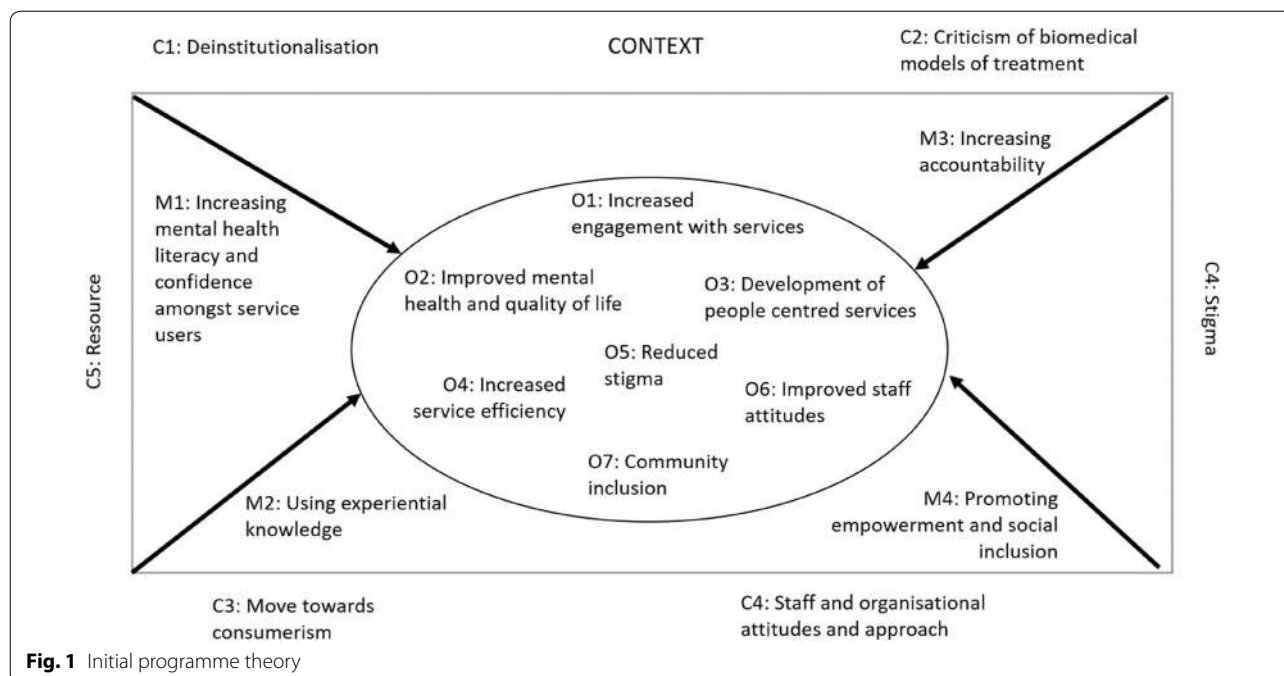 C1: Deinstitutionalisation
CONTEXT
C2: Criticism of biomedical
models of treatment
M3: Increasing
accountability
M1: Increasing
mental health
literacy and
confidence
amongst service
users
O1: Increased
engagement with services
O2: Improved mental
health and quality of life
O3: Development of
people centred services
C5: Resource
C4: Stigma
O5: Reduced
stigma
O4: Increased
service efficiency
O6: Improved staff
attitudes
O7: Community
inclusion
M2: Using experiential
knowledge
M4: Promoting
empowerment and social
inclusion
C3: Move towards
consumerism
C4: Staff and organisational
attitudes and approach
Fig. 1 Initial programme theory